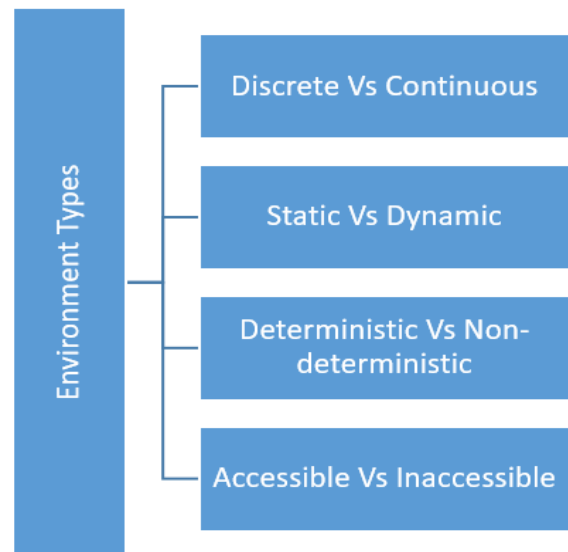 Environment Types
Discrete Vs Continuous
Static Vs Dynamic
Deterministic Vs Non-
deterministic
Accessible Vs Inaccessible